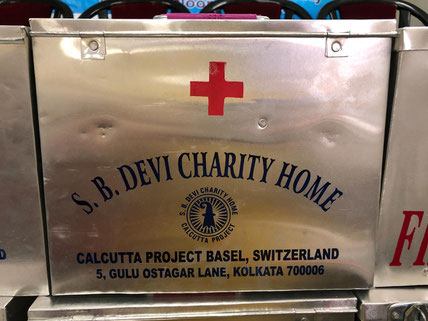 S. B. DEVI CHARITY HOME
S. B. DEVI CHARITY HOME
CALCUTTA PROJECT
CALCUTTA PROJECT BASEL, SWITZERLAND
5, GULU OSTAGAR LANE, KOLKATA 700006